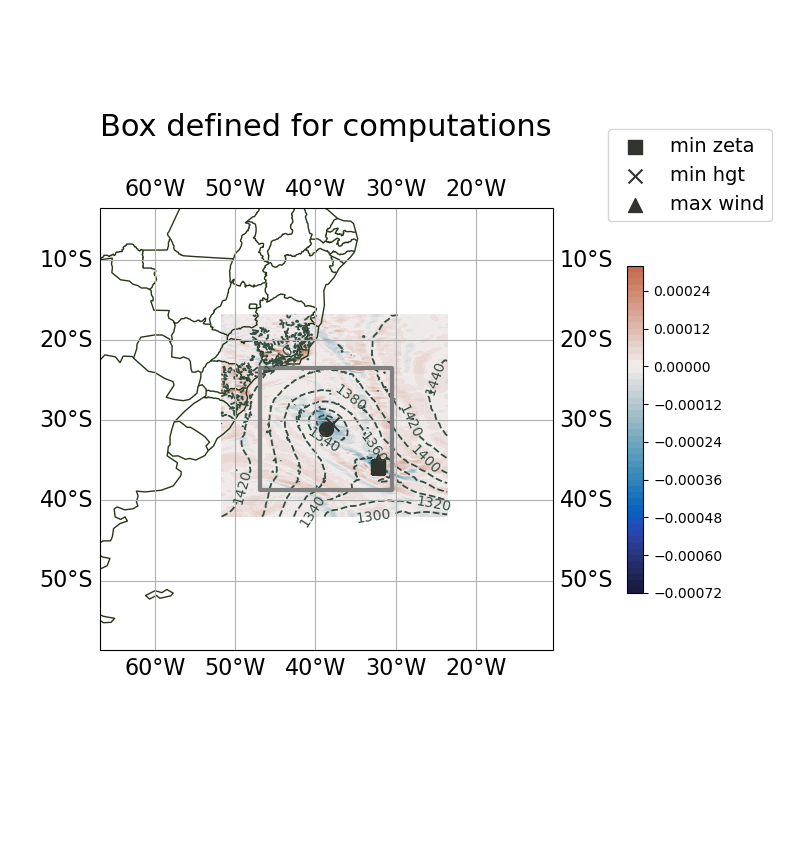 Box defined for computations
min zeta
min hgt
max wind
60°W 50°W 40°W 30°W 20°W
10°S 10°S
20°S 20°S
30°S 30°S
40°S 40°S
50°S 50°S
60°W 50°W 40°W 30°W 20°W
0.00024
0.00012
0.00000
−0.00012
−0.00024
−0.00036
−0.00048
−0.00060
−0.00072
1440
1380
1420
1340
1360
1400
1420
1340
1300
1320